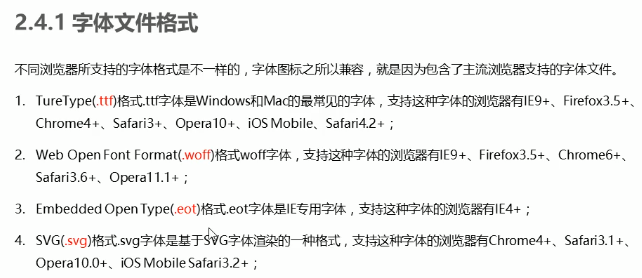 2.4.1 字体文件格式
不同浏览器所支持的字体格式是不一样的，字体图标之所以兼容，就是因为包含了主流浏览器支持的字体文件。
1. TureType(.ttf)格式.ttf字体是Windows和Mac的最常见的字体，支持这种字体的浏览器有IE9+、Firefox3.5+、
Chrome4+、Safari3+、Opera10+、iOS Mobile、Safari4.2+；
2. Web Open Font Format(.woff)格式woff字体，支持这种字体的浏览器有IE9+、Firefox3.5+、Chrome6+、
Safari3.6+、Opera11.1+；
3. Embedded Open Type(.eot)格式.eot字体是IE专用字体，支持这种字体的浏览器有IE4+；
4. SVG(.svg)格式.svg字体是基于SVG字体渲染的一种格式，支持这种字体的浏览器有Chrome4+、Safari3.1+、
Opera10.0+、iOS Mobile Safari3.2+；